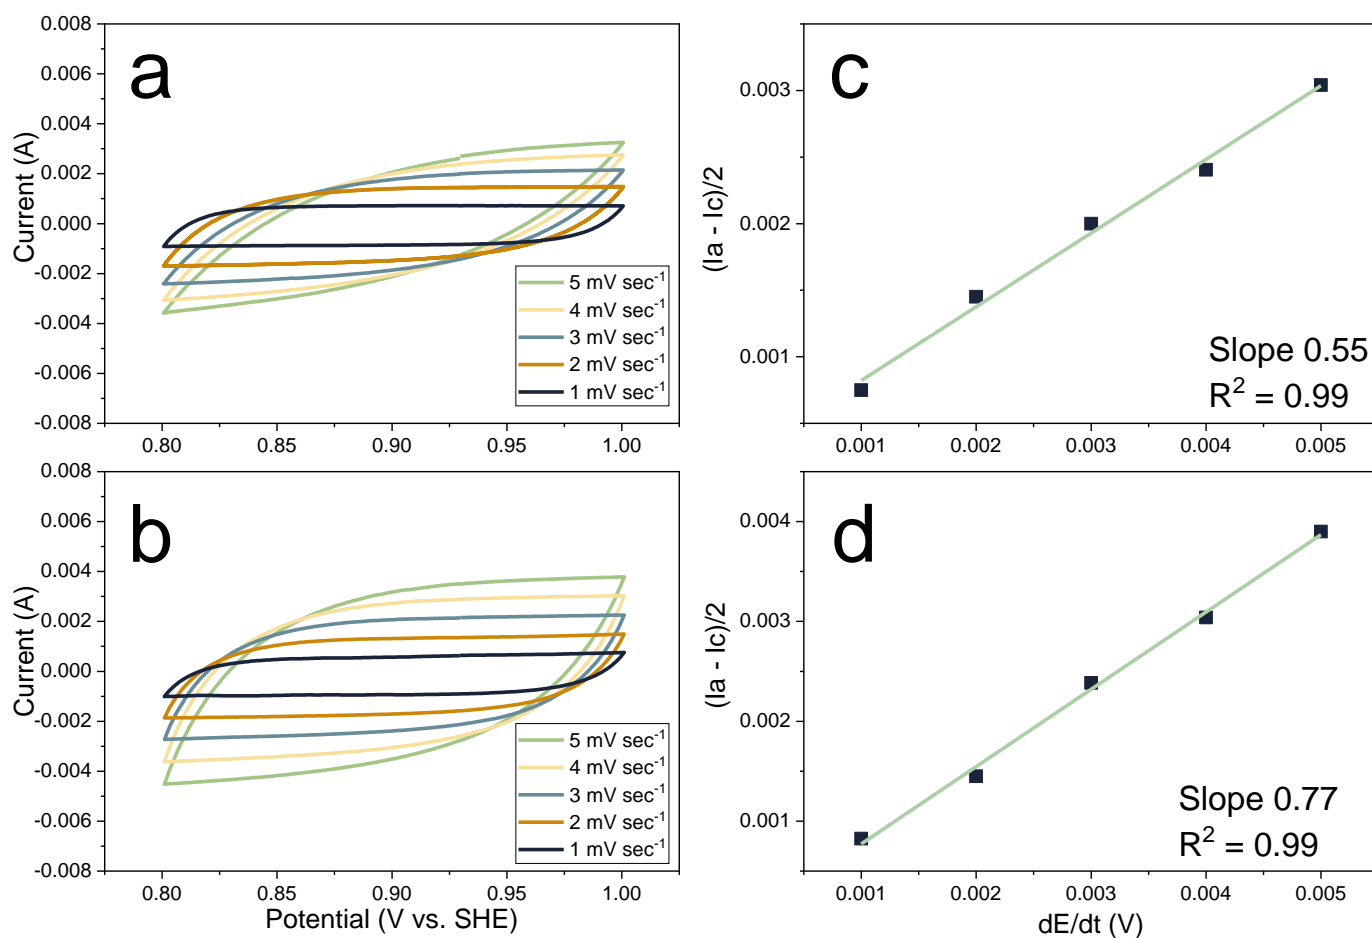 a
Current (A)
0.008
0.006
0.004
0.002
0.000
-0.002
-0.004
-0.006
-0.008
5 mV sec⁻¹
4 mV sec⁻¹
3 mV sec⁻¹
2 mV sec⁻¹
1 mV sec⁻¹
0.80 0.85 0.90 0.95 1.00
c
(Ia - Ic)/2
0.003
0.002
0.001
Slope 0.55
R² = 0.99
0.001 0.002 0.003 0.004 0.005
b
Current (A)
0.008
0.006
0.004
0.002
0.000
-0.002
-0.004
-0.006
-0.008
5 mV sec⁻¹
4 mV sec⁻¹
3 mV sec⁻¹
2 mV sec⁻¹
1 mV sec⁻¹
0.80 0.85 0.90 0.95 1.00
Potential (V vs. SHE)
d
(Ia - Ic)/2
0.004
0.003
0.002
0.001
Slope 0.77
R² = 0.99
0.001 0.002 0.003 0.004 0.005
dE/dt (V)